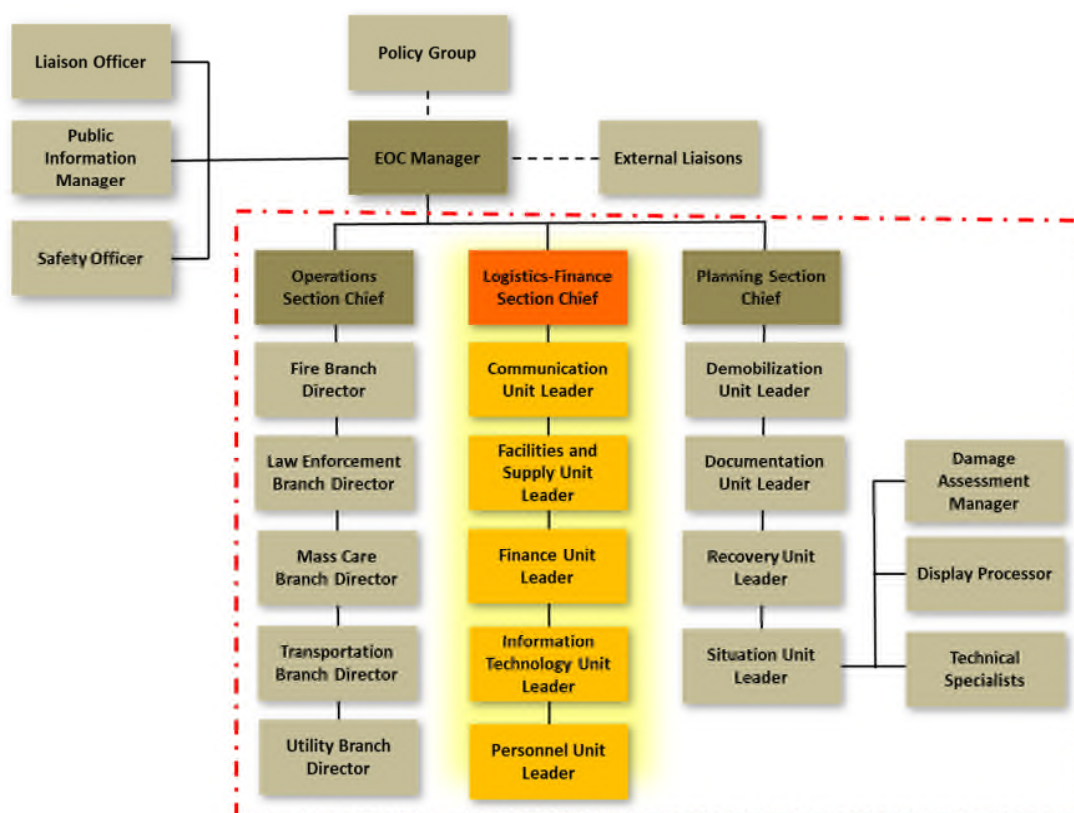 Liaison Officer
Policy Group
Public
Information
Manager
EOC Manager
External Liaisons
Safety Officer
Operations
Section Chief
Logistics-Finance
Section Chief
Planning Section
Chief
Fire Branch
Director
Communication
Unit Leader
Demobilization
Unit Leader
Law Enforcement
Branch Director
Facilities and
Supply Unit
Leader
Documentation
Unit Leader
Damage
Assessment
Manager
Mass Care
Branch Director
Finance Unit
Leader
Recovery Unit
Leader
Display Processor
Transportation
Branch Director
Information
Technology Unit
Leader
Situation Unit
Leader
Technical
Specialists
Utility Branch
Director
Personnel Unit
Leader